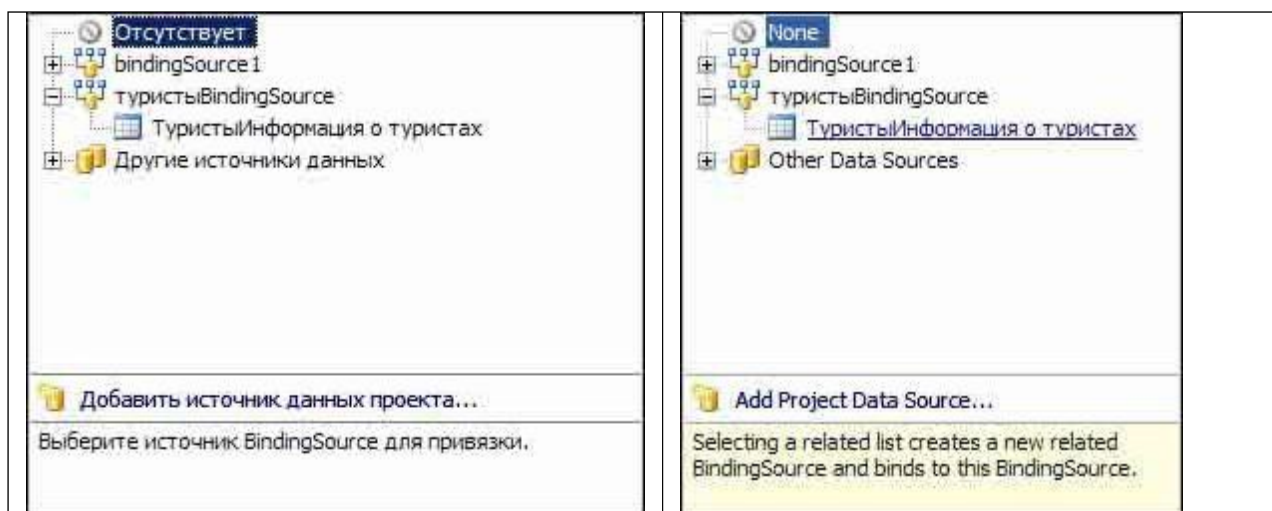 Отсутствует
bindingSource1
туристыBindingSource
ТуристыИнформация о туристах
Другие источники данных
Добавить источник данных проекта...
Выберите источник BindingSource для привязки.
None
bindingSource1
туристыBindingSource
ТуристыИнформация о туристах
Other Data Sources
Add Project Data Source...
Selecting a related list creates a new related
BindingSource and binds to this BindingSource.